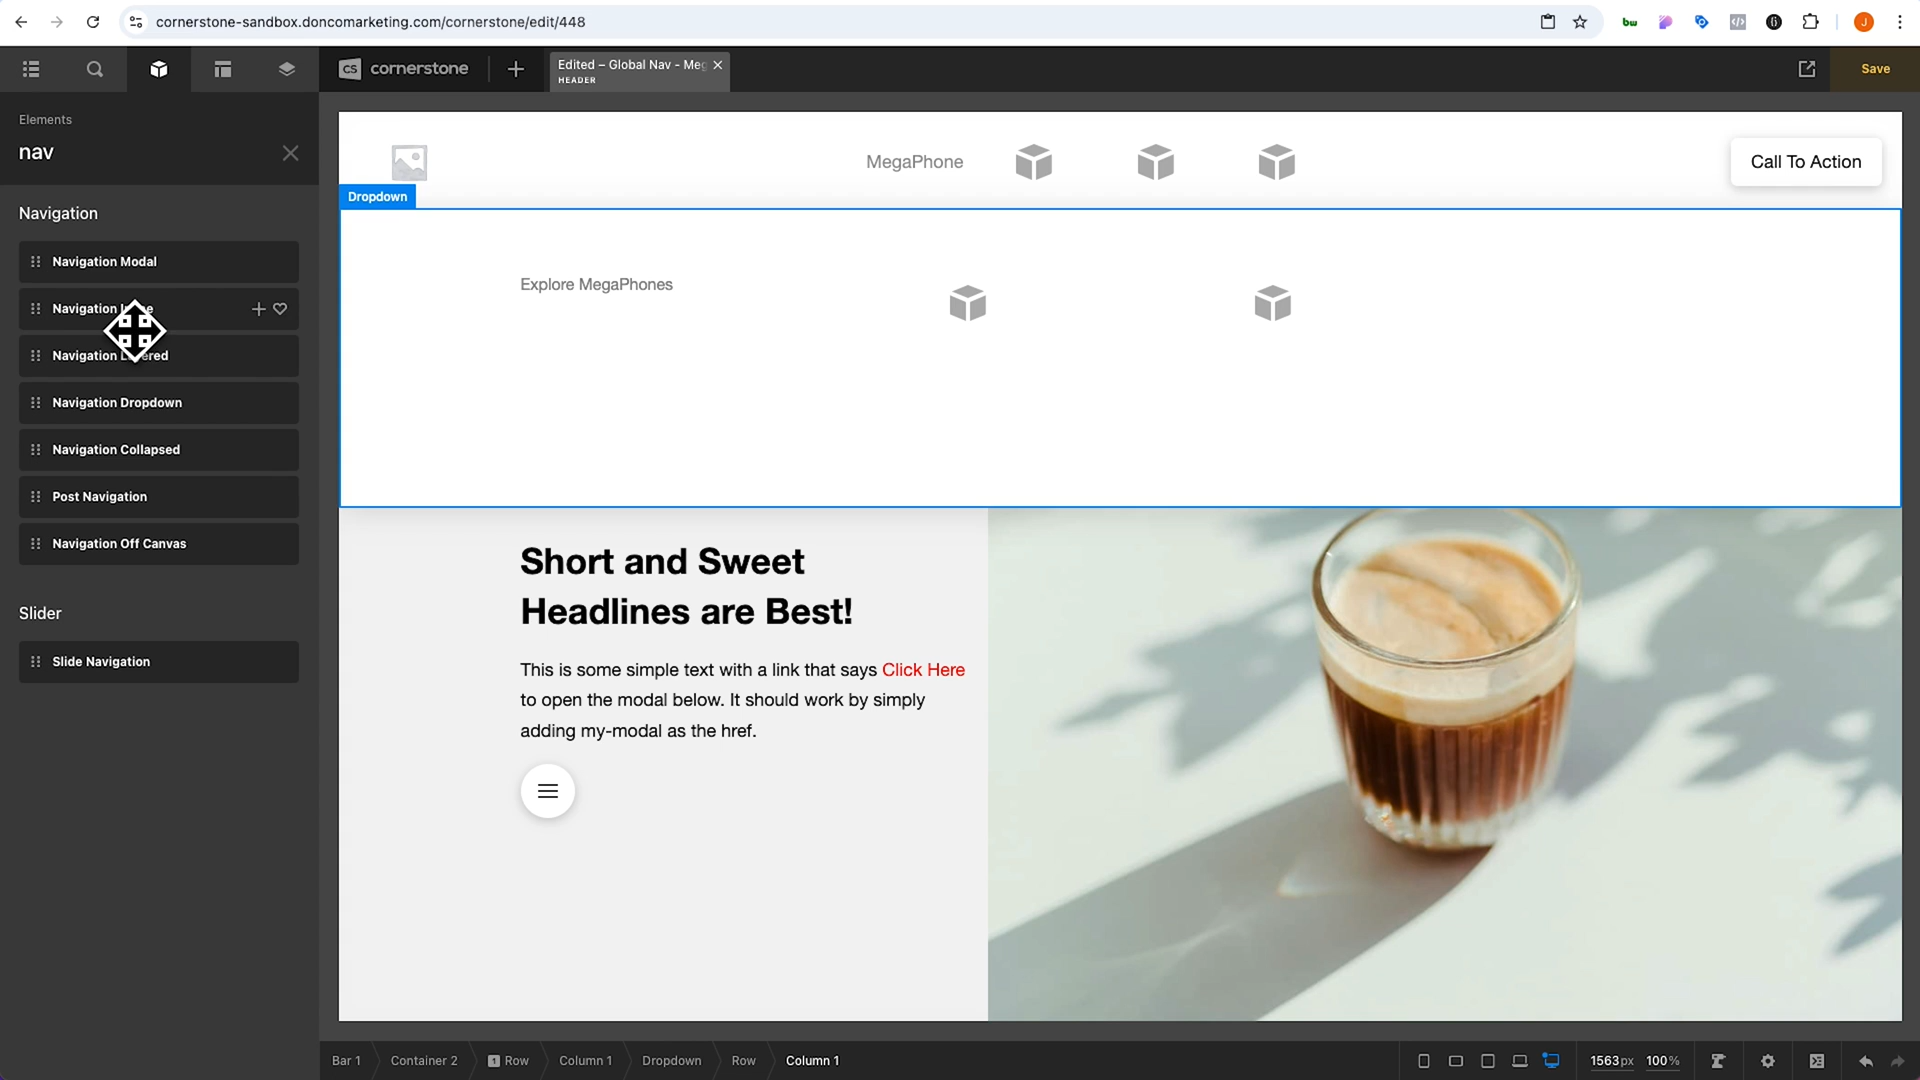 cornerstone-sandbox.doncomarketing.com/cornerstone/edit/448
bw
J
CS cornerstone
Edited – Global Nav - Meg
HEADER
Save
Elements
nav
Navigation
Navigation Modal
Navigation
Navigation
Navigation Dropdown
Navigation Collapsed
Post Navigation
Navigation Off Canvas
Slider
Slide Navigation
MegaPhone
Call To Action
Dropdown
Explore MegaPhones
Short and Sweet
Headlines are Best!
This is some simple text with a link that says Click Here
to open the modal below. It should work by simply
adding my-modal as the href.
Bar 1
Container 2
1 Row
Column 1
Dropdown
Row
Column 1
1563px
100%